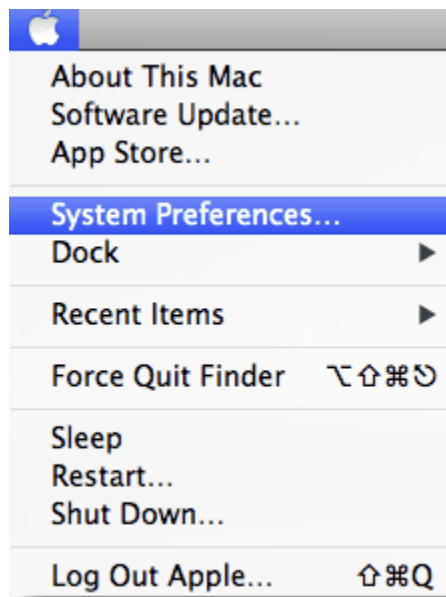 About This Mac
Software Update...
App Store...
System Preferences...
Dock ▶
Recent Items ▶
Force Quit Finder ⌥⇧⌘⎋
Sleep
Restart...
Shut Down...
Log Out Apple... ⇧⌘Q